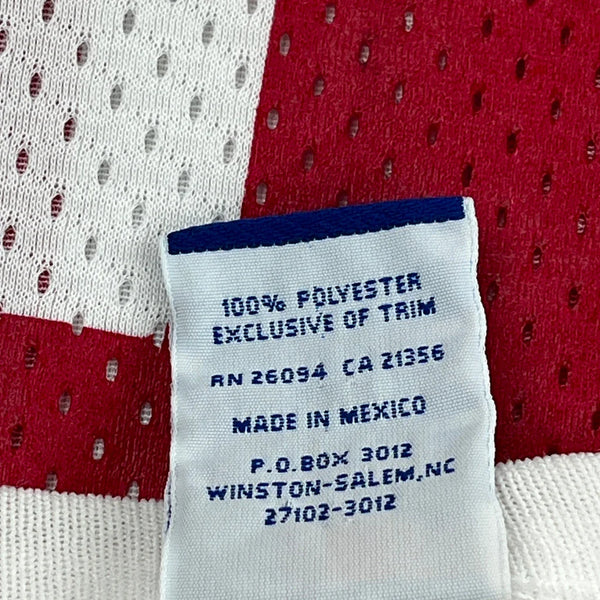 100% POLYESTER
EXCLUSIVE OF TRIM
RN 26094 CA 21356
MADE IN MEXICO
P.O.BOX 3012
WINSTON-SALEM, NC
27102-3012